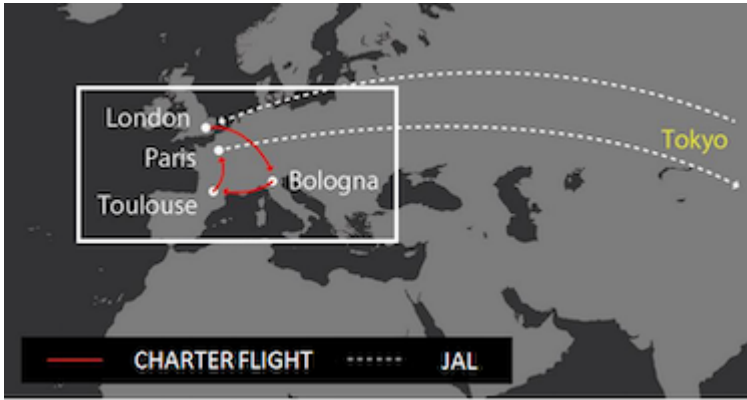 London
Paris
Tokyo
Bologna
Toulouse
CHARTER FLIGHT
JAL